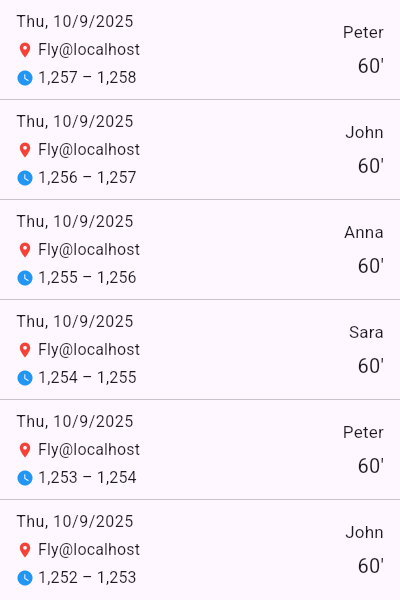 Thu, 10/9/2025
Fly@localhost
1,257 – 1,258
Peter
60'
Thu, 10/9/2025
Fly@localhost
1,256 – 1,257
John
60'
Thu, 10/9/2025
Fly@localhost
1,255 – 1,256
Anna
60'
Thu, 10/9/2025
Fly@localhost
1,254 – 1,255
Sara
60'
Thu, 10/9/2025
Fly@localhost
1,253 – 1,254
Peter
60'
Thu, 10/9/2025
Fly@localhost
1,252 – 1,253
John
60'